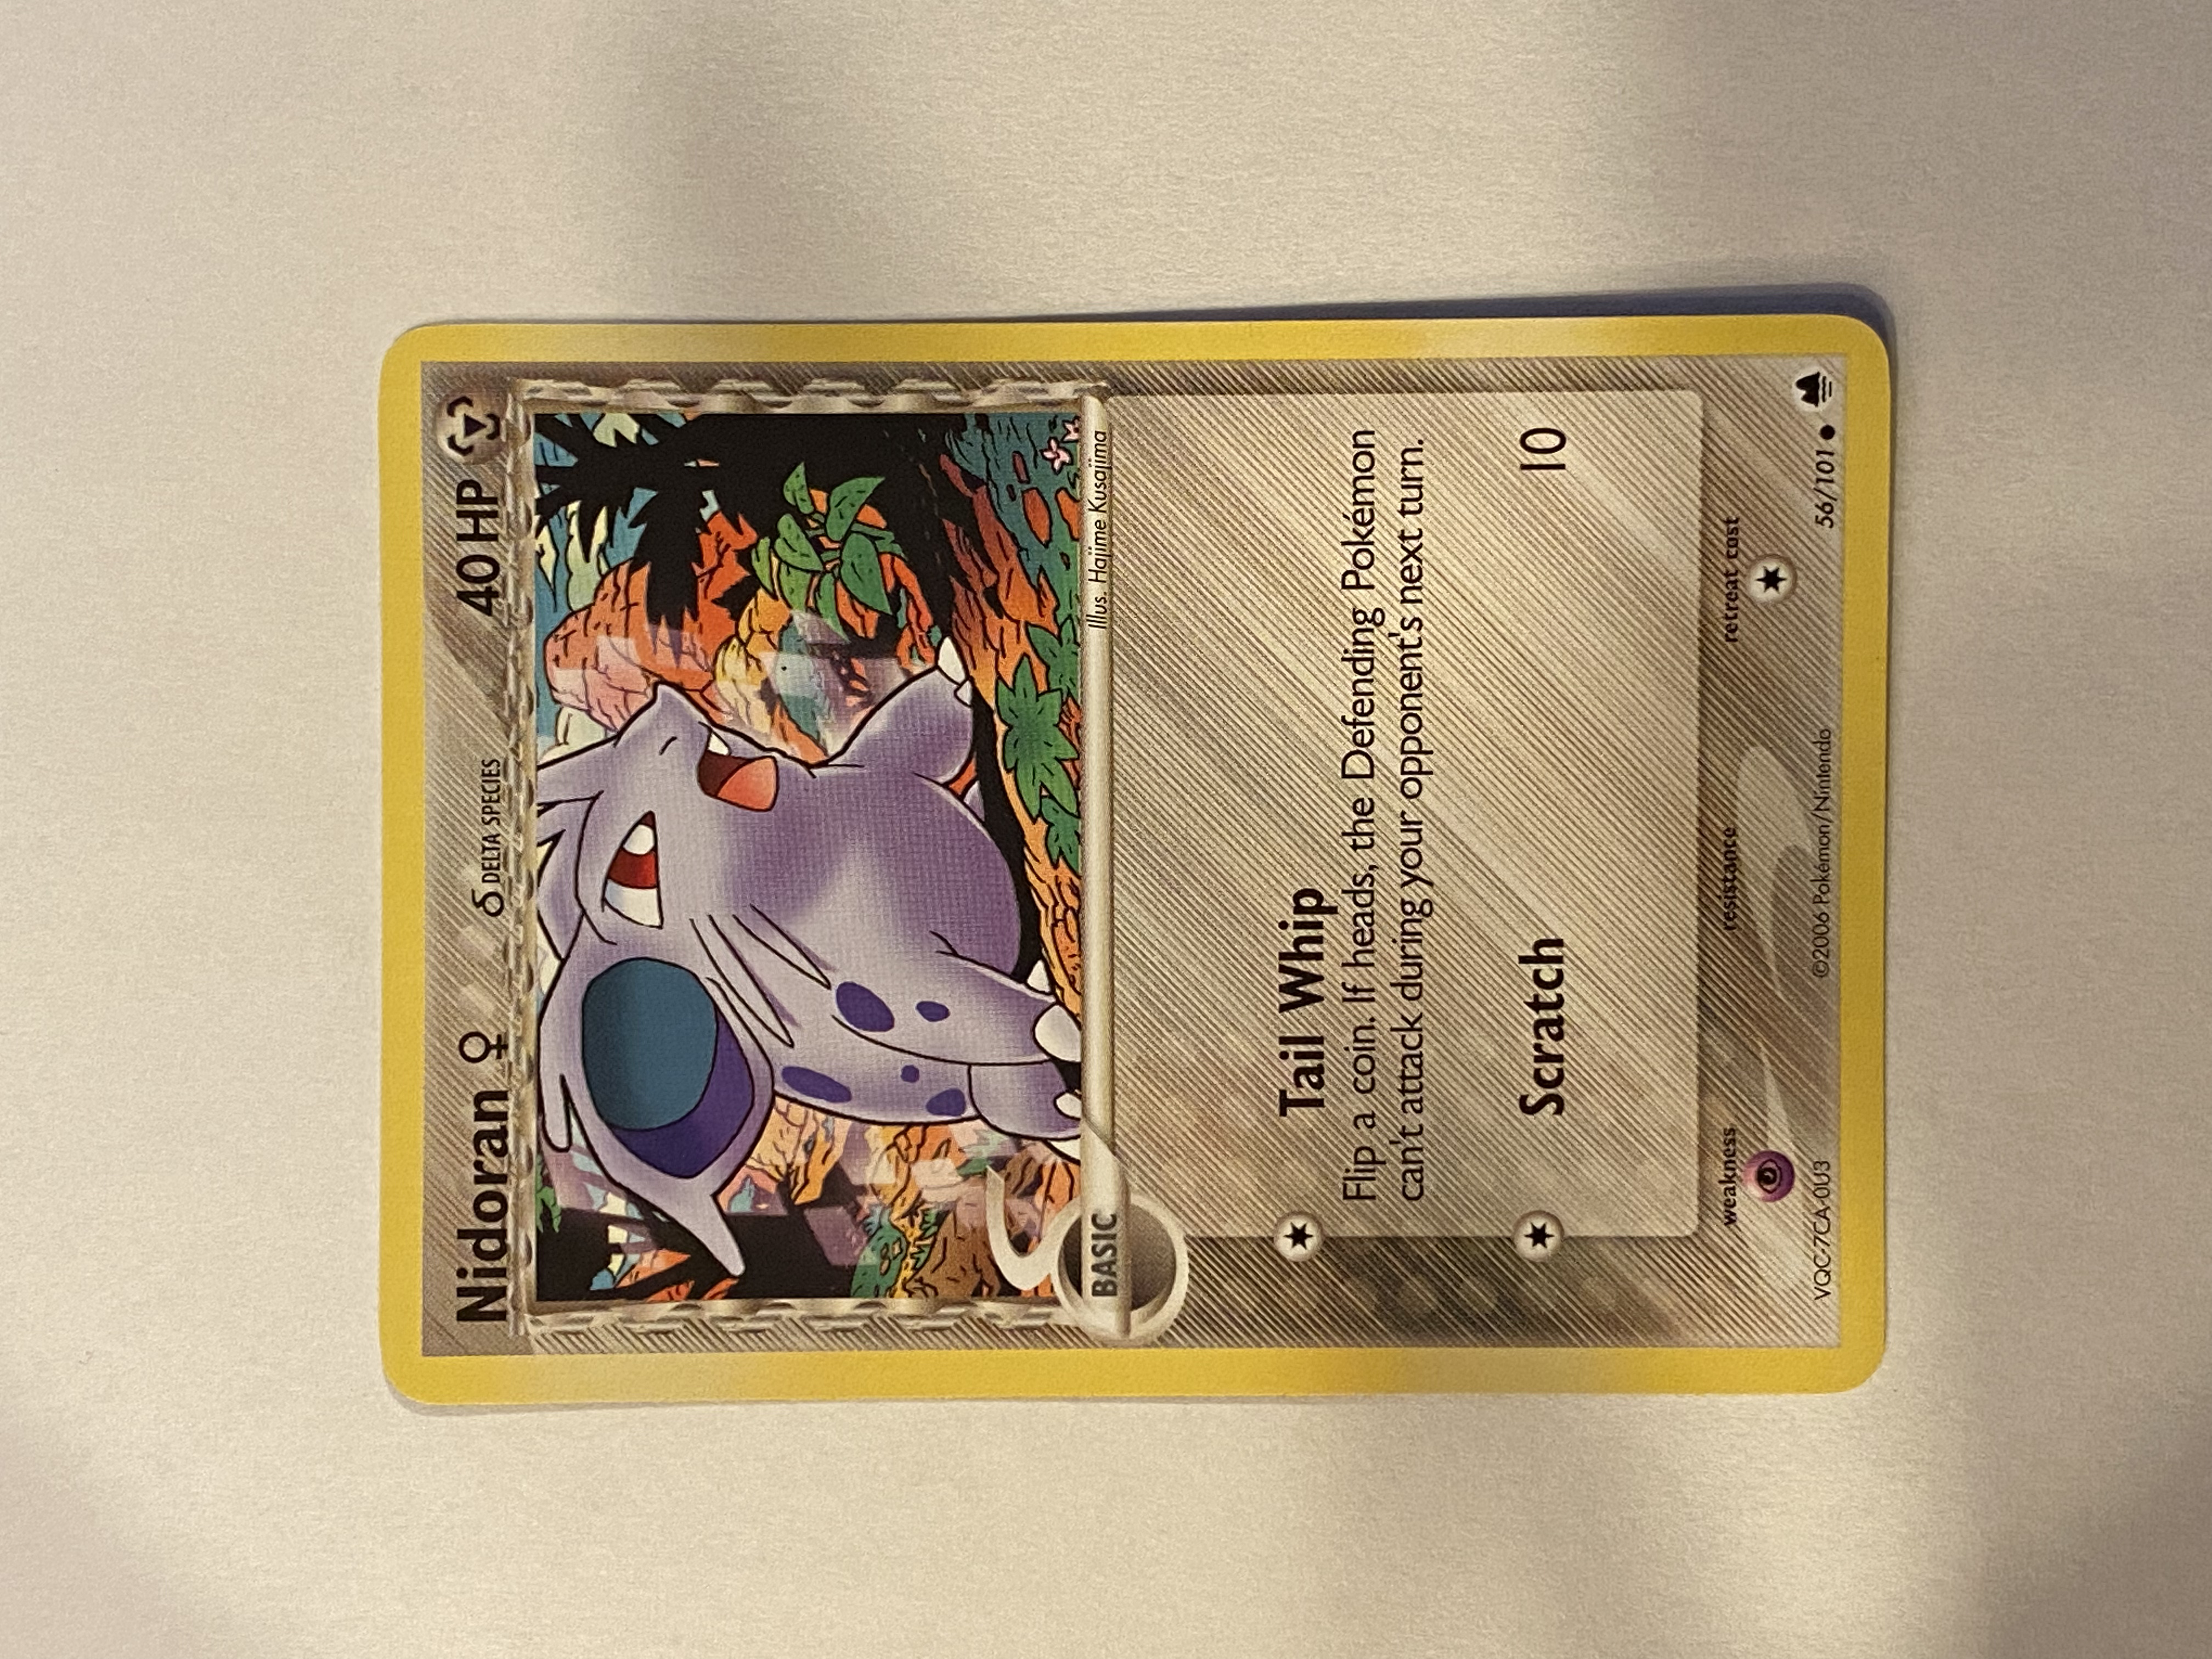 Nidoran ♀ δ DELTA SPECIES 40 HP
BASIC
Illus. Hajime Kusajima
Tail Whip
Flip a coin. If heads, the Defending Pokémon
can't attack during your opponent's next turn.
Scratch 10
weakness resistance retreat cost
VQC-7CA-0U3 ©2006 Pokémon/Nintendo 56/101